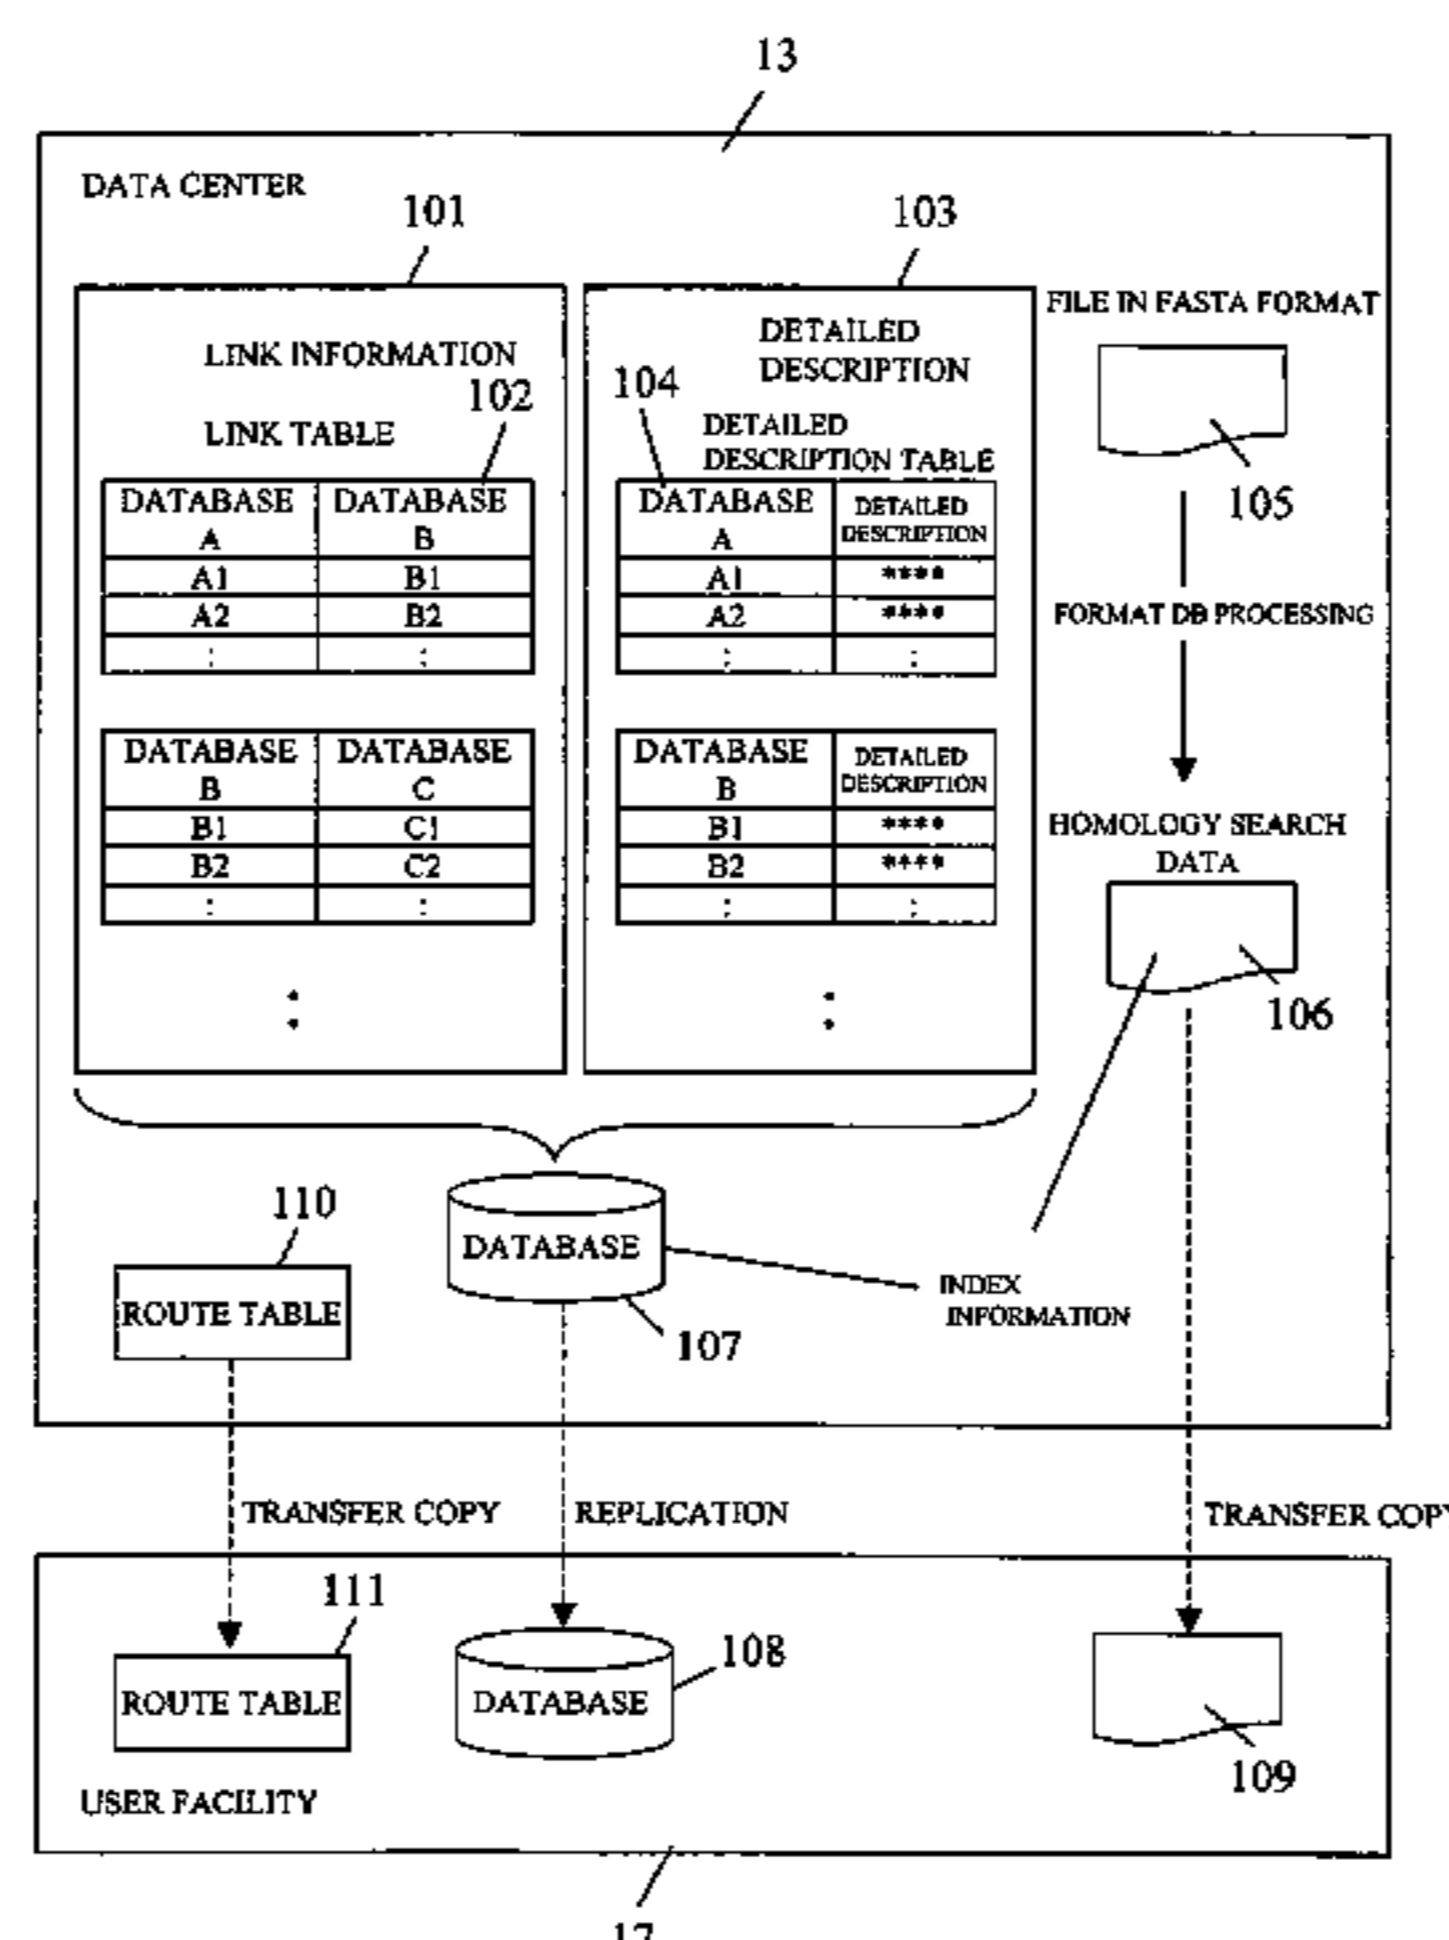 13
DATA CENTER
101
103
LINK INFORMATION
102
LINK TABLE
DATABASE A DATABASE B
A1 B1
A2 B2
: :
DATABASE B DATABASE C
B1 C1
B2 C2
: :
:
DETAILED
DESCRIPTION
104
DETAILED
DESCRIPTION TABLE
DATABASE A DETAILED DESCRIPTION
A1 ****
A2 ****
: :
DATABASE B DETAILED DESCRIPTION
B1 ****
B2 ****
: :
:
FILE IN FASTA FORMAT
105
FORMAT DB PROCESSING
HOMOLOGY SEARCH
DATA
106
110
ROUTE TABLE
DATABASE
107
INDEX
INFORMATION
TRANSFER COPY
REPLICATION
TRANSFER COPY
111
ROUTE TABLE
108
DATABASE
109
USER FACILITY
17